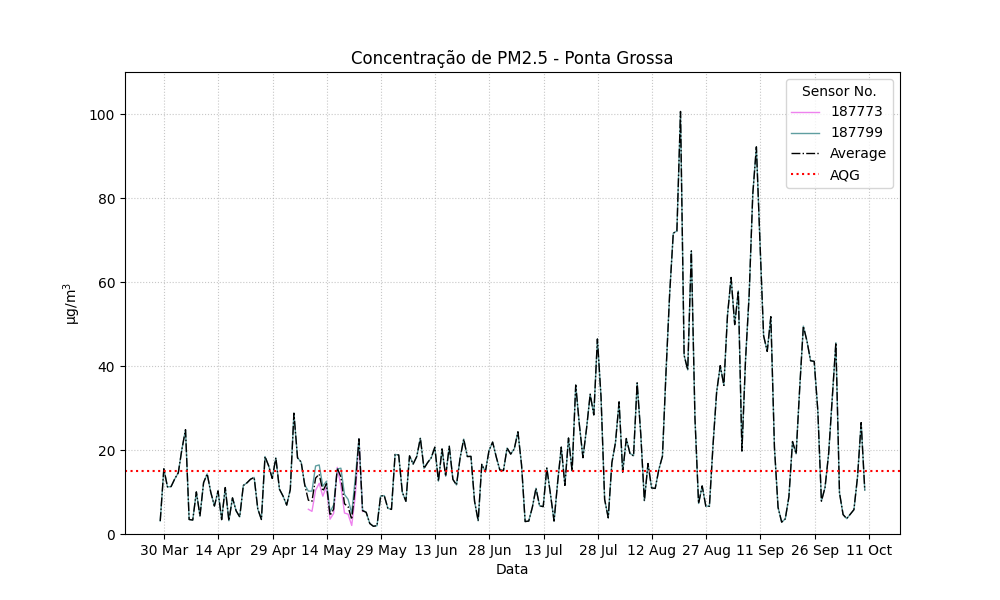 Concentração de PM2.5 - Ponta Grossa
Sensor No.
187773
187799
Average
AQG
100
80
60
40
20
0
µg/m³
30 Mar 14 Apr 29 Apr 14 May 29 May 13 Jun 28 Jun 13 Jul 28 Jul 12 Aug 27 Aug 11 Sep 26 Sep 11 Oct
Data